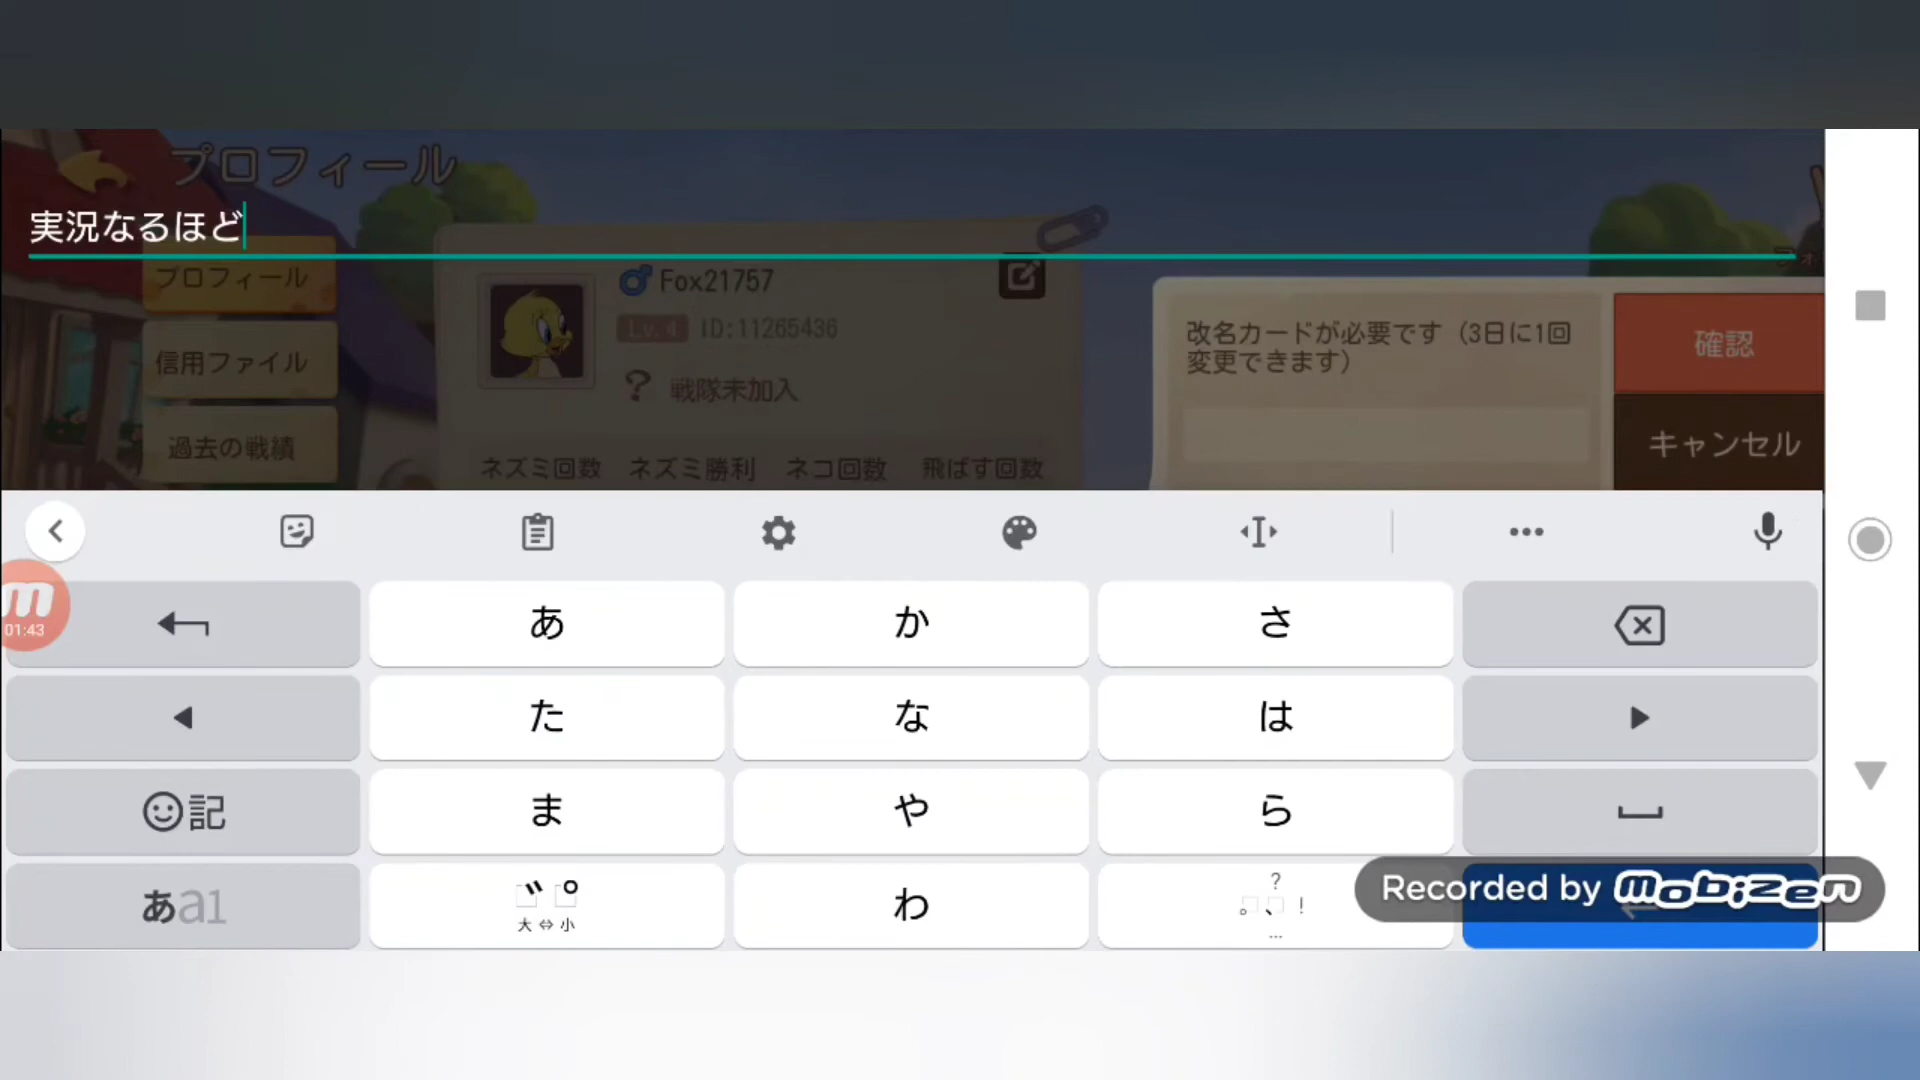 プロフィール
実況なるほど
プロフィール
Fox21757
Lv.4 ID:11265436
信用ファイル
? 戦隊未加入
過去の戦績
ネズミ回数 ネズミ勝利 ネコ回数 飛ばす回数
改名カードが必要です（3日に1回
変更できます）
確認
キャンセル
01:43
あ か さ
た な は
記 ま や ら
あa1 大⇔小 わ 。、?!…
Recorded by mobizen